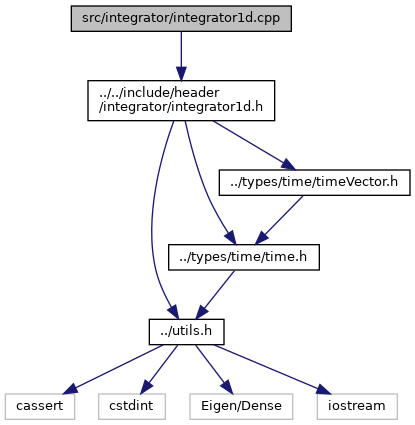 src/integrator/integrator1d.cpp
../../include/header
/integrator/integrator1d.h
../types/time/timeVector.h
../types/time/time.h
../utils.h
cassert
cstdint
Eigen/Dense
iostream